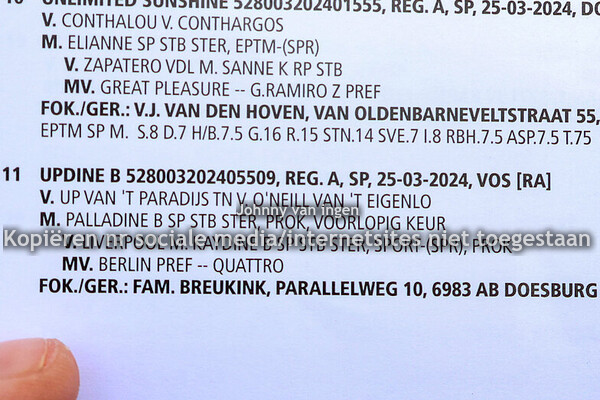 UNLIMITED SUNSHINE 528003202401555, REG. A, SP, 25-03-2024,
V. CONTHALOU V. CONTHARGOS
M. ELIANNE SP STB STER, EPTM-(SPR)
V. ZAPATERO VDL M. SANNE K RP STB
MV. GREAT PLEASURE -- G.RAMIRO Z PREF
FOK./GER.: V.J. VAN DEN HOVEN, VAN OLDENBARNEVELTSTRAAT 55,
EPTM SP M. S.8 D.7 H/B.7.5 G.16 R.15 STN.14 SVE.7 I.8 RBH.7.5 ASP.7.5 T.75
11 UPDINE B 528003202405509, REG. A, SP, 25-03-2024, VOS [RA]
V. UP VAN 'T PARADIJS TN V. O'NEILL VAN 'T EIGENLO
Johnny van Ingen
M. PALLADINE B SP STB STER, PROK, VOORLOPIG KEUR
Kopiëren nr sociale media/internetsites niet toegestaan
V. LIVERPOOL M. RAYDINE B SP STB STER, SPORT-(SPR), PROK
MV. BERLIN PREF -- QUATTRO
FOK./GER.: FAM. BREUKINK, PARALLELWEG 10, 6983 AB DOESBURG